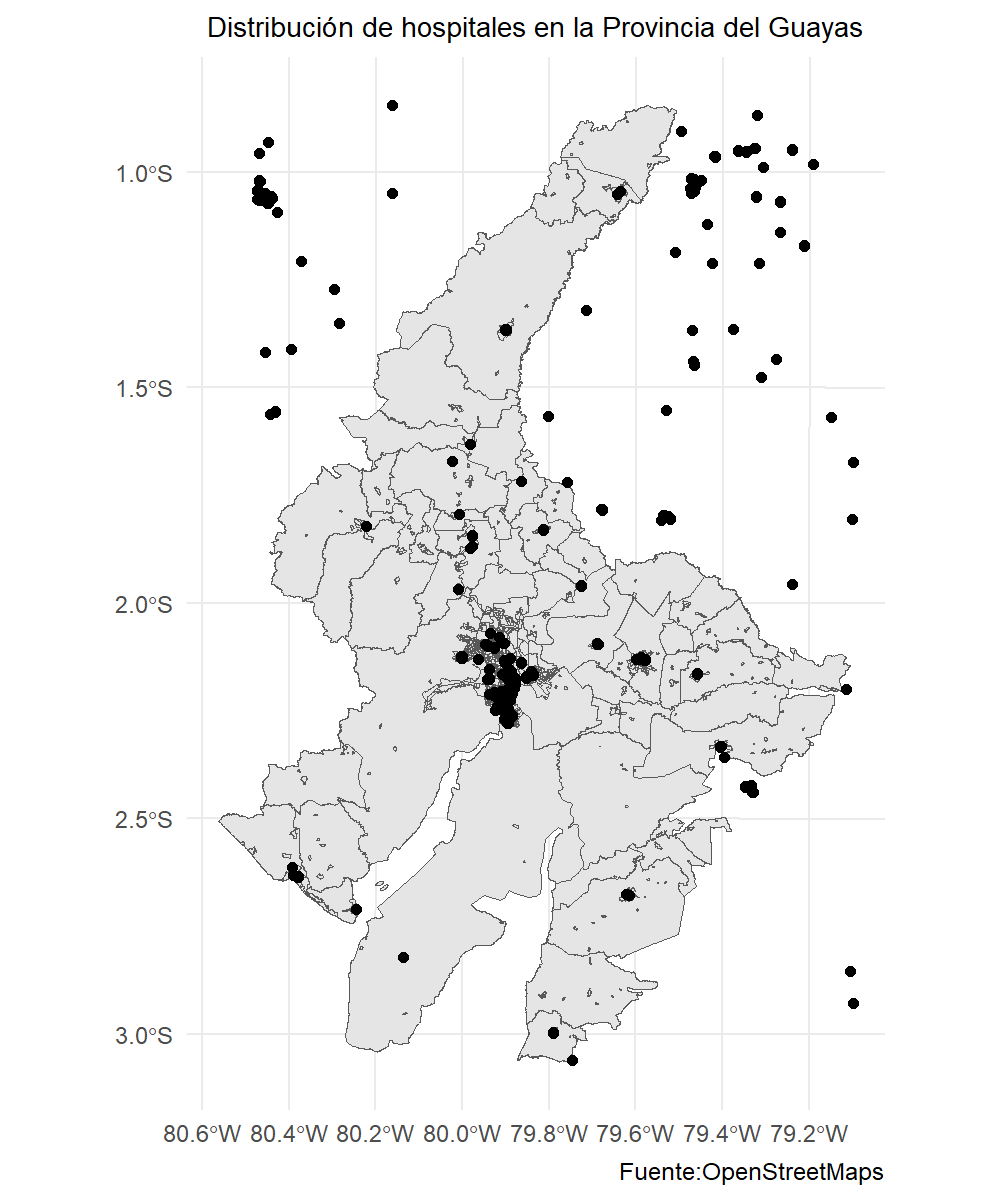 Distribución de hospitales en la Provincia del Guayas
1.0°S
1.5°S
2.0°S
2.5°S
3.0°S
80.6°W 80.4°W 80.2°W 80.0°W 79.8°W 79.6°W 79.4°W 79.2°W
Fuente:OpenStreetMaps